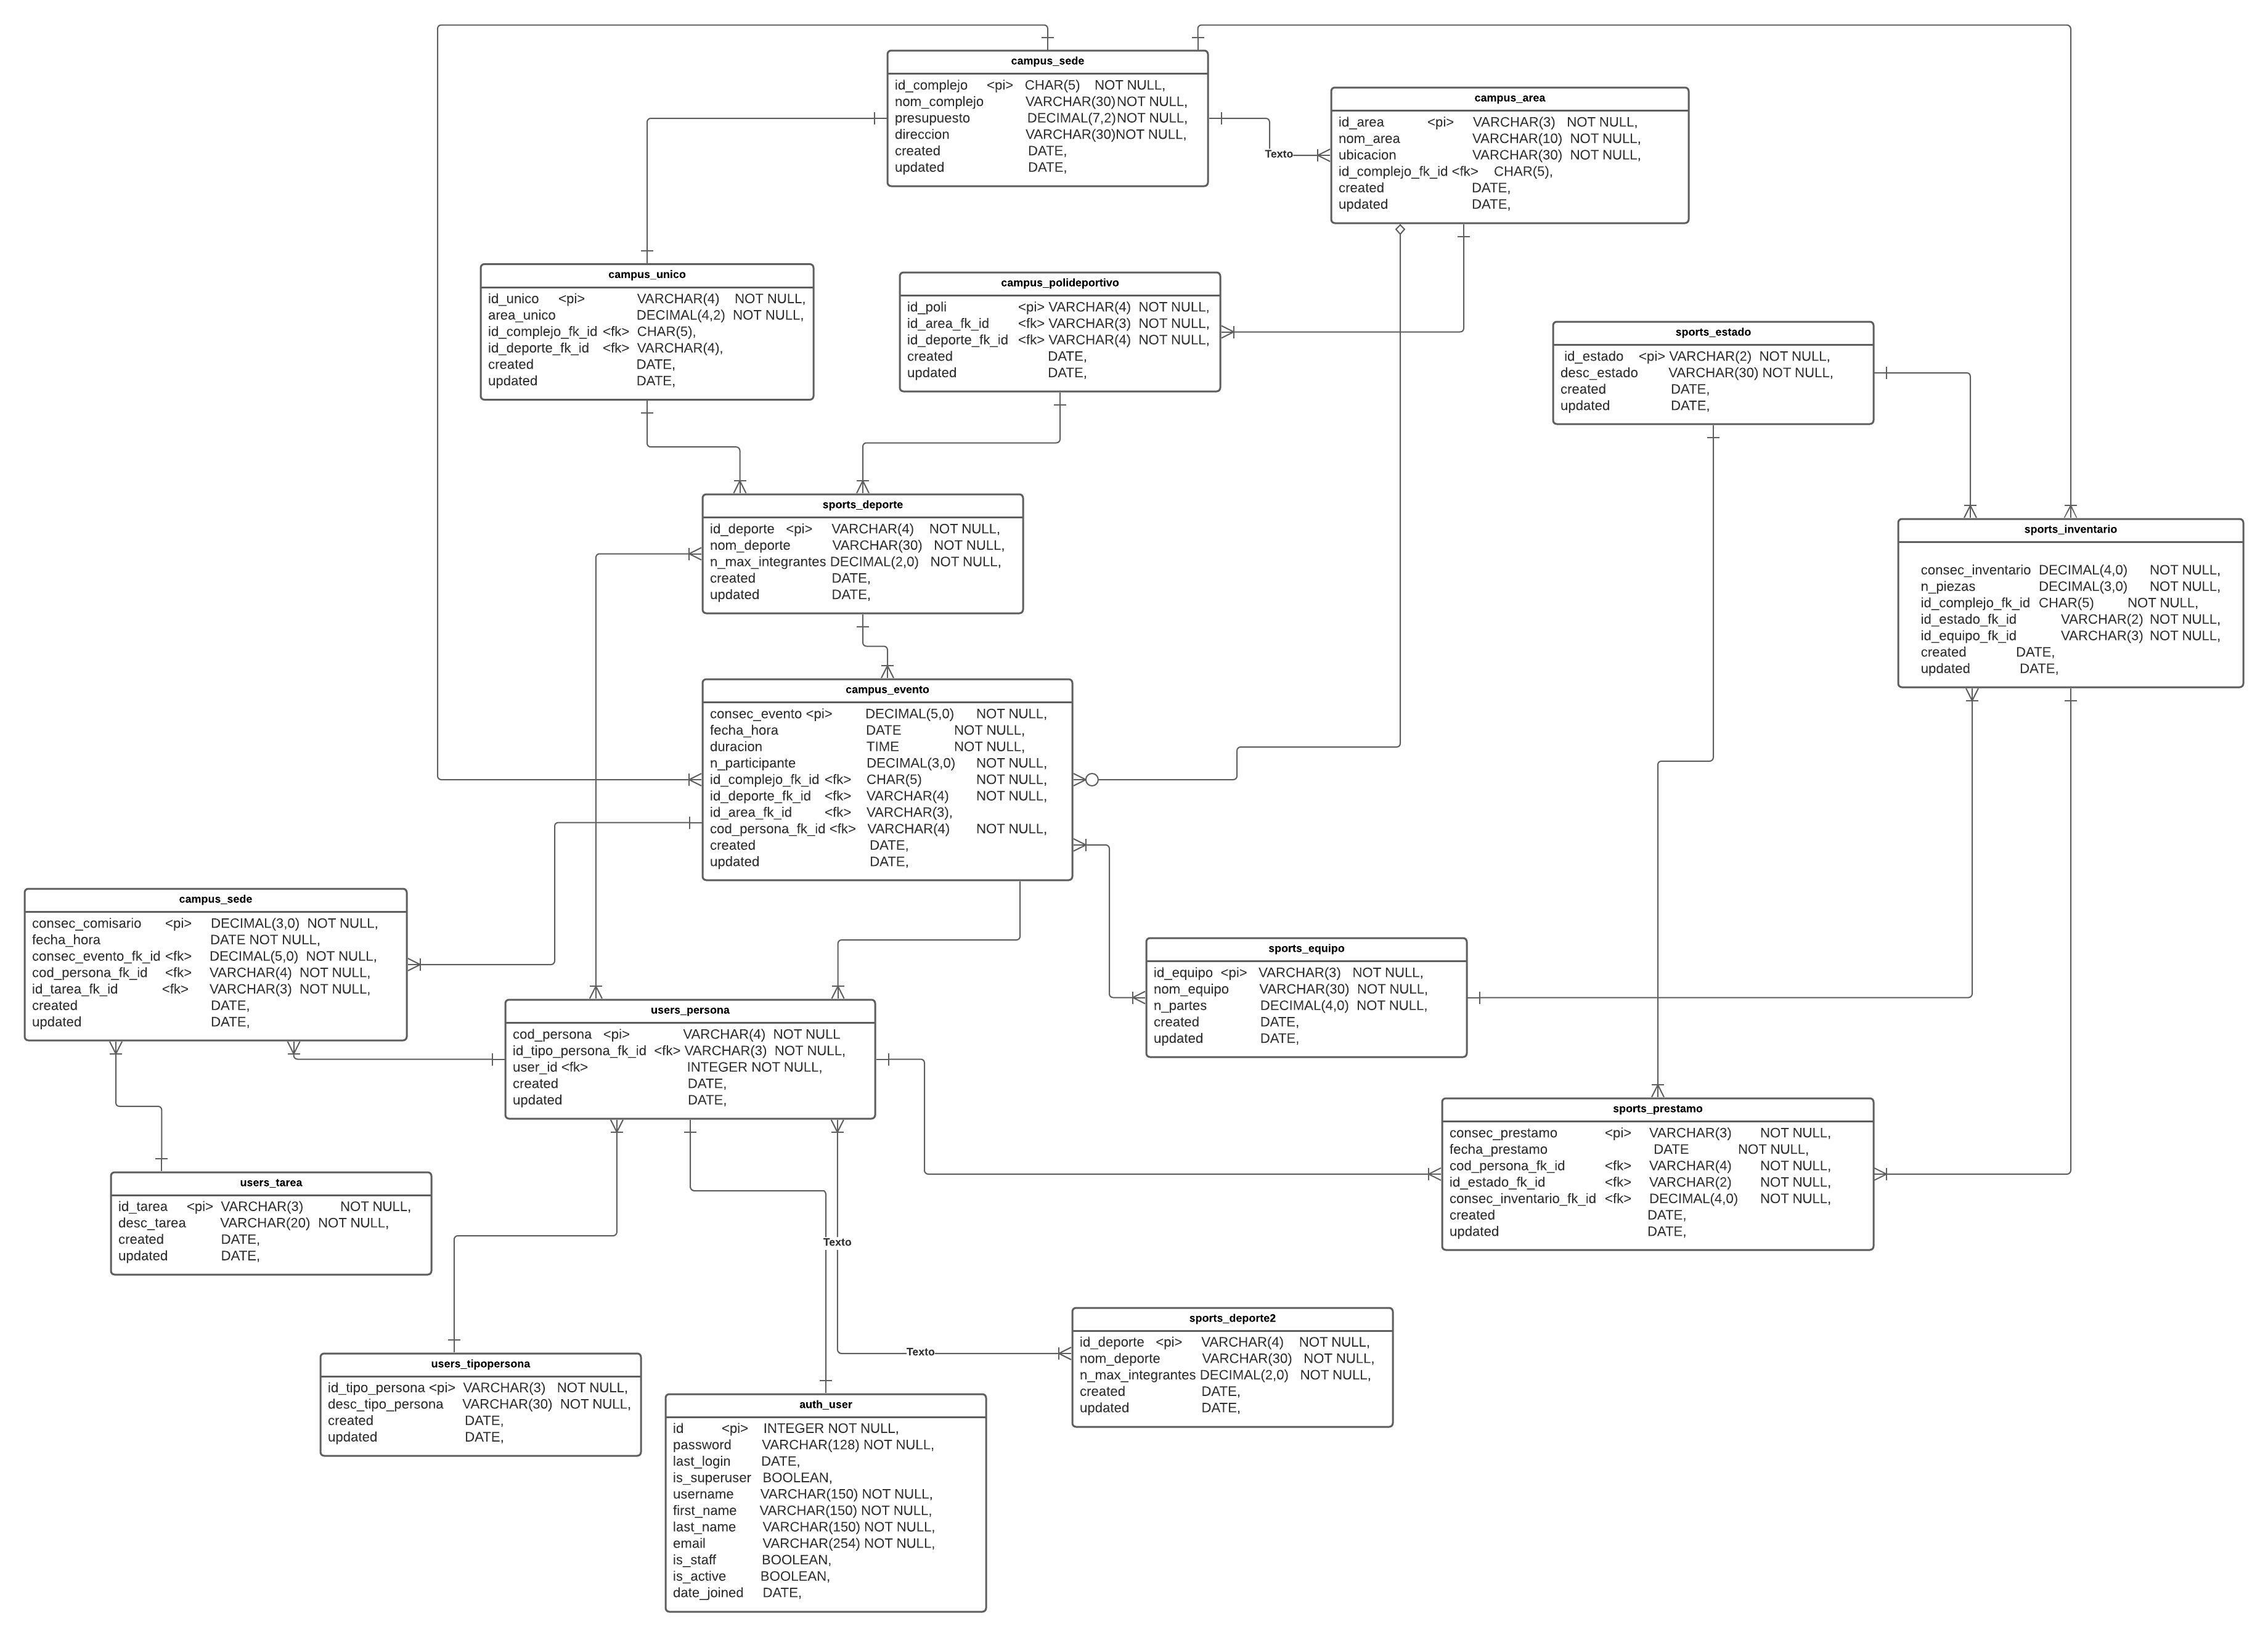 campus_sede
id_complejo <pi> CHAR(5) NOT NULL,
nom_complejo VARCHAR(30)NOT NULL,
presupuesto DECIMAL(7,2)NOT NULL,
direccion VARCHAR(30)NOT NULL,
created DATE,
updated DATE,
campus_area
id_area <pi> VARCHAR(3) NOT NULL,
nom_area VARCHAR(10) NOT NULL,
ubicacion VARCHAR(30) NOT NULL,
id_complejo_fk_id <fk> CHAR(5),
created DATE,
updated DATE,
Texto
campus_unico
id_unico <pi> VARCHAR(4) NOT NULL,
area_unico DECIMAL(4,2) NOT NULL,
id_complejo_fk_id <fk> CHAR(5),
id_deporte_fk_id <fk> VARCHAR(4),
created DATE,
updated DATE,
campus_polideportivo
id_poli <pi> VARCHAR(4) NOT NULL,
id_area_fk_id <fk> VARCHAR(3) NOT NULL,
id_deporte_fk_id <fk> VARCHAR(4) NOT NULL,
created DATE,
updated DATE,
sports_estado
id_estado <pi> VARCHAR(2) NOT NULL,
desc_estado VARCHAR(30) NOT NULL,
created DATE,
updated DATE,
sports_deporte
id_deporte <pi> VARCHAR(4) NOT NULL,
nom_deporte VARCHAR(30) NOT NULL,
n_max_integrantes DECIMAL(2,0) NOT NULL,
created DATE,
updated DATE,
sports_inventario
consec_inventario DECIMAL(4,0) NOT NULL,
n_piezas DECIMAL(3,0) NOT NULL,
id_complejo_fk_id CHAR(5) NOT NULL,
id_estado_fk_id VARCHAR(2) NOT NULL,
id_equipo_fk_id VARCHAR(3) NOT NULL,
created DATE,
updated DATE,
campus_evento
consec_evento <pi> DECIMAL(5,0) NOT NULL,
fecha_hora DATE NOT NULL,
duracion TIME NOT NULL,
n_participante DECIMAL(3,0) NOT NULL,
id_complejo_fk_id <fk> CHAR(5) NOT NULL,
id_deporte_fk_id <fk> VARCHAR(4) NOT NULL,
id_area_fk_id <fk> VARCHAR(3),
cod_persona_fk_id <fk> VARCHAR(4) NOT NULL,
created DATE,
updated DATE,
campus_sede
consec_comisario <pi> DECIMAL(3,0) NOT NULL,
fecha_hora DATE NOT NULL,
consec_evento_fk_id <fk> DECIMAL(5,0) NOT NULL,
cod_persona_fk_id <fk> VARCHAR(4) NOT NULL,
id_tarea_fk_id <fk> VARCHAR(3) NOT NULL,
created DATE,
updated DATE,
sports_equipo
id_equipo <pi> VARCHAR(3) NOT NULL,
nom_equipo VARCHAR(30) NOT NULL,
n_partes DECIMAL(4,0) NOT NULL,
created DATE,
updated DATE,
users_persona
cod_persona <pi> VARCHAR(4) NOT NULL
id_tipo_persona_fk_id <fk> VARCHAR(3) NOT NULL,
user_id <fk> INTEGER NOT NULL,
created DATE,
updated DATE,
sports_prestamo
consec_prestamo <pi> VARCHAR(3) NOT NULL,
fecha_prestamo DATE NOT NULL,
cod_persona_fk_id <fk> VARCHAR(4) NOT NULL,
id_estado_fk_id <fk> VARCHAR(2) NOT NULL,
consec_inventario_fk_id <fk> DECIMAL(4,0) NOT NULL,
created DATE,
updated DATE,
users_tarea
id_tarea <pi> VARCHAR(3) NOT NULL,
desc_tarea VARCHAR(20) NOT NULL,
created DATE,
updated DATE,
Texto
sports_deporte2
id_deporte <pi> VARCHAR(4) NOT NULL,
nom_deporte VARCHAR(30) NOT NULL,
n_max_integrantes DECIMAL(2,0) NOT NULL,
created DATE,
updated DATE,
Texto
users_tipopersona
id_tipo_persona <pi> VARCHAR(3) NOT NULL,
desc_tipo_persona VARCHAR(30) NOT NULL,
created DATE,
updated DATE,
auth_user
id <pi> INTEGER NOT NULL,
password VARCHAR(128) NOT NULL,
last_login DATE,
is_superuser BOOLEAN,
username VARCHAR(150) NOT NULL,
first_name VARCHAR(150) NOT NULL,
last_name VARCHAR(150) NOT NULL,
email VARCHAR(254) NOT NULL,
is_staff BOOLEAN,
is_active BOOLEAN,
date_joined DATE,